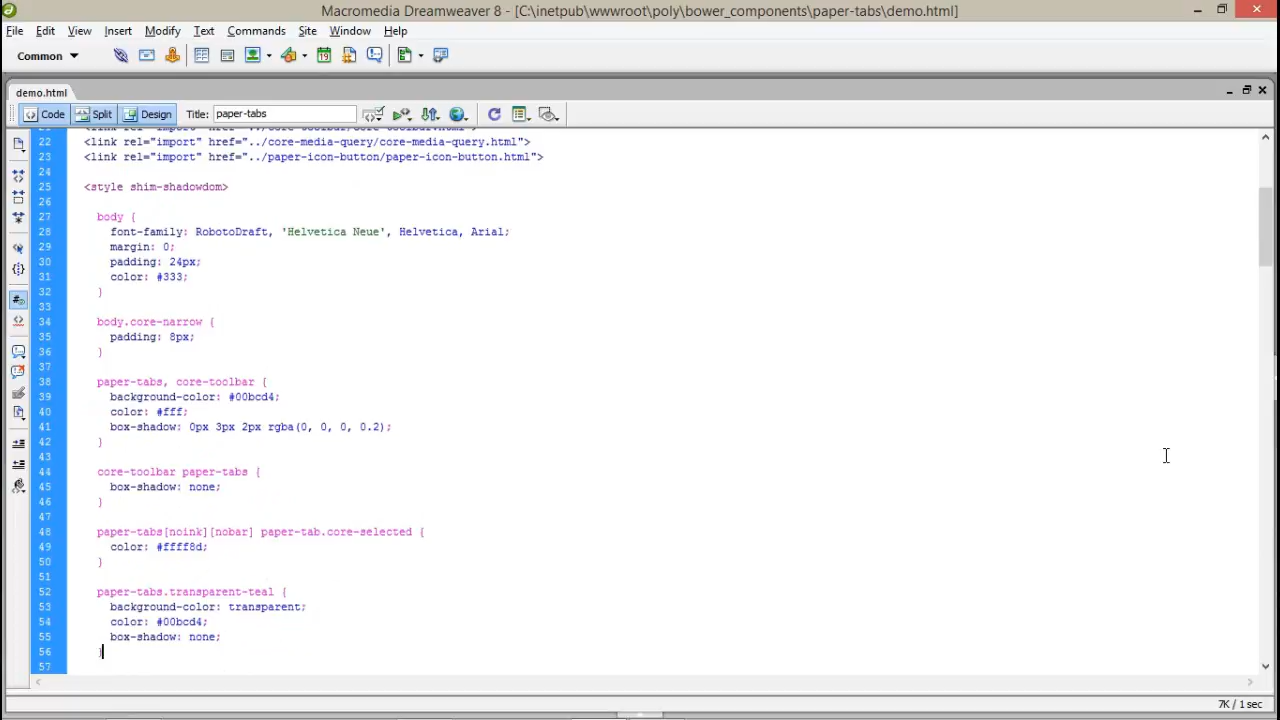 Macromedia Dreamweaver 8 - [C:\inetpub\wwwroot\poly\bower_components\paper-tabs\demo.html]
File Edit View Insert Modify Text Commands Site Window Help
Common
demo.html
Code Split Design Title: paper-tabs
22 <link rel="import" href="../core-media-query/core-media-query.html">
23 <link rel="import" href="../paper-icon-button/paper-icon-button.html">
24
25 <style shim-shadowdom>
26
27 body {
28 font-family: RobotoDraft, 'Helvetica Neue', Helvetica, Arial;
29 margin: 0;
30 padding: 24px;
31 color: #333;
32 }
33
34 body.core-narrow {
35 padding: 8px;
36 }
37
38 paper-tabs, core-toolbar {
39 background-color: #00bcd4;
40 color: #fff;
41 box-shadow: 0px 3px 2px rgba(0, 0, 0, 0.2);
42 }
43
44 core-toolbar paper-tabs {
45 box-shadow: none;
46 }
47
48 paper-tabs[noink][nobar] paper-tab.core-selected {
49 color: #ffff8d;
50 }
51
52 paper-tabs.transparent-teal {
53 background-color: transparent;
54 color: #00bcd4;
55 box-shadow: none;
56 }
57
7K / 1 sec